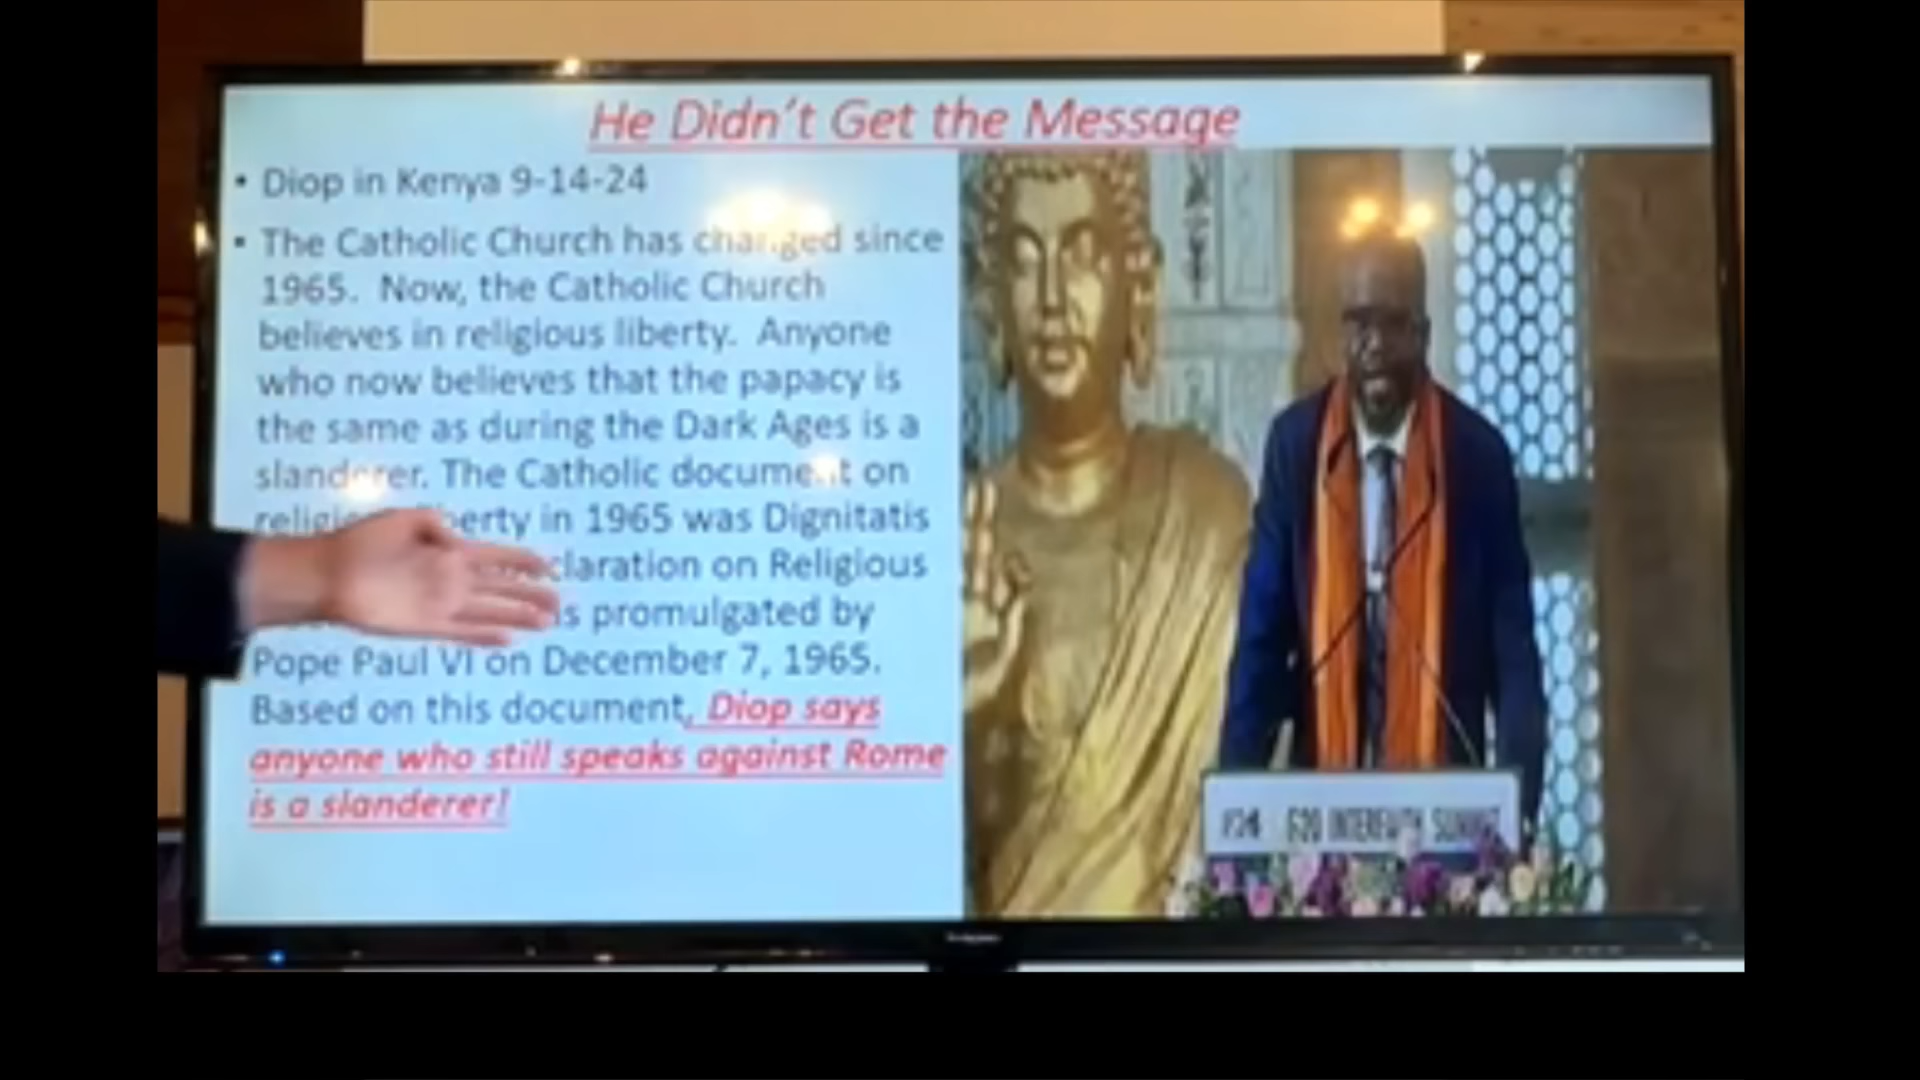 He Didn't Get the Message
• Diop in Kenya 9-14-24
• The Catholic Church has changed since
1965. Now, the Catholic Church
believes in religious liberty. Anyone
who now believes that the papacy is
the same as during the Dark Ages is a
slanderer. The Catholic document on
berty in 1965 was Dignitatis
claration on Religious
promulgated by
Pope Paul VI on December 7, 1965.
Based on this document, Diop says
anyone who still speaks against Rome
is a slanderer!
G20 INTERFAITH SUMMIT